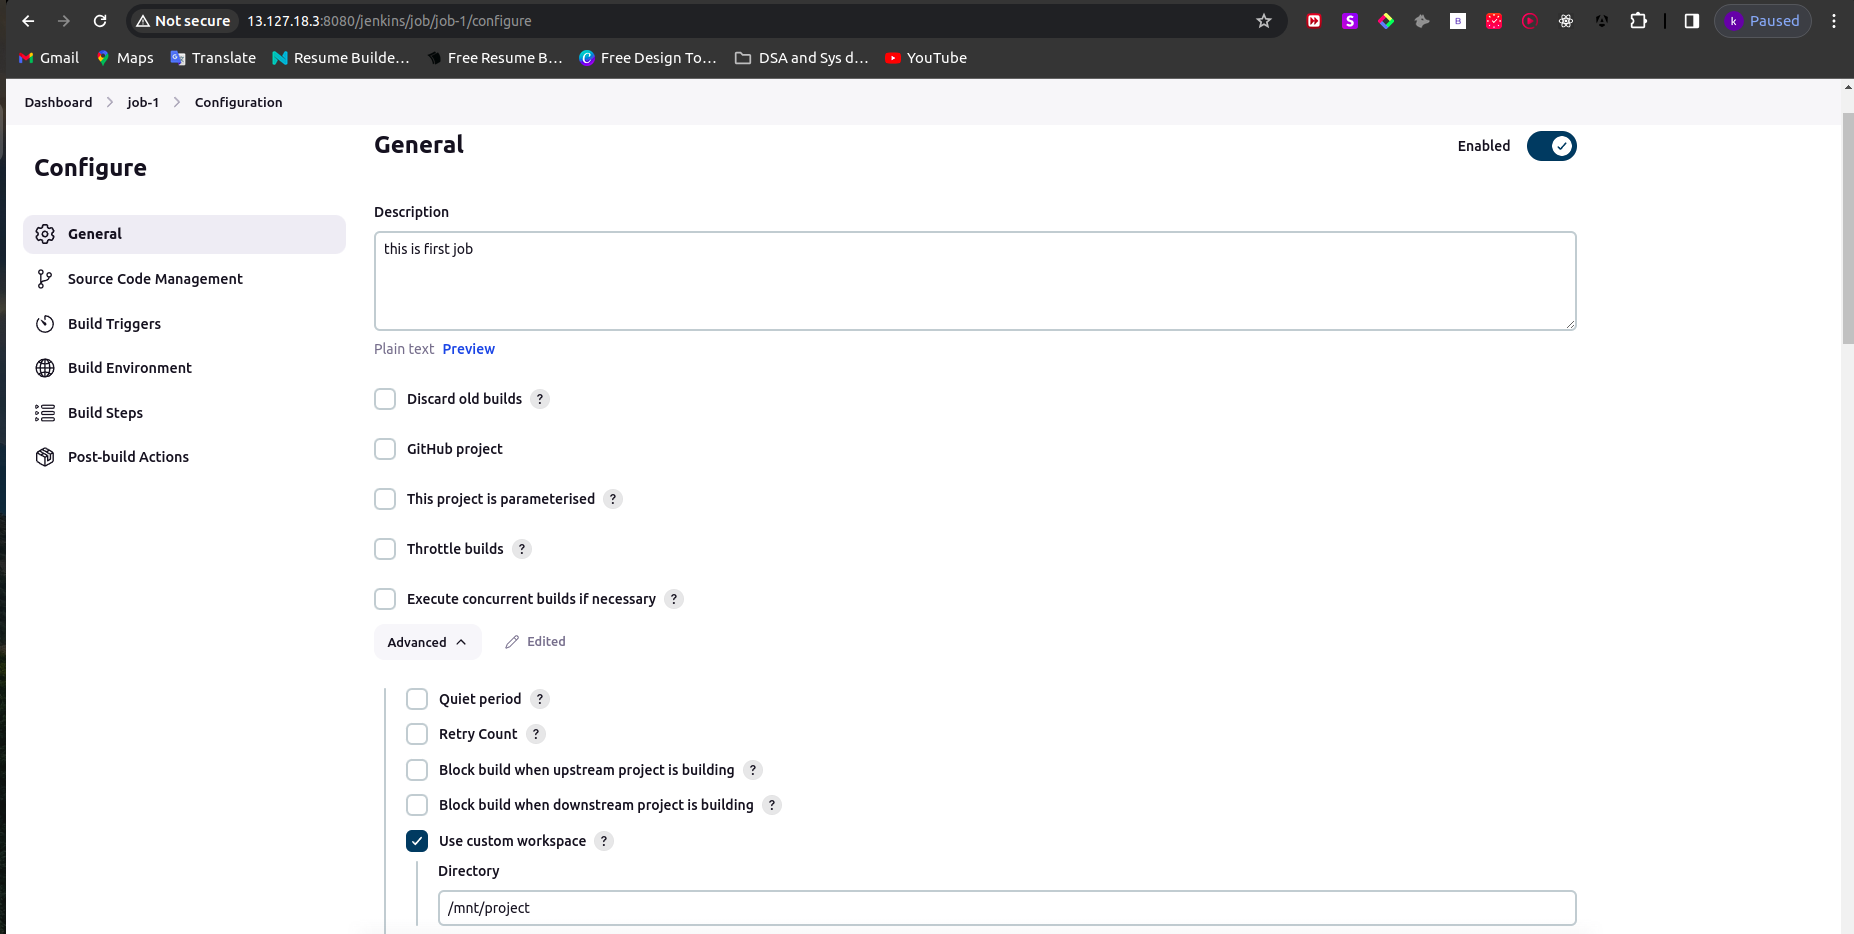 Not secure 13.127.18.3:8080/jenkins/job/job-1/configure
S
B
k Paused
Gmail Maps Translate Resume Builde... Free Resume B... Free Design To... DSA and Sys d... YouTube
Dashboard job-1 Configuration
Configure
General
Source Code Management
Build Triggers
Build Environment
Build Steps
Post-build Actions
General
Enabled
Description
this is first job
Plain text Preview
Discard old builds ?
GitHub project
This project is parameterised ?
Throttle builds ?
Execute concurrent builds if necessary ?
Advanced Edited
Quiet period ?
Retry Count ?
Block build when upstream project is building ?
Block build when downstream project is building ?
Use custom workspace ?
Directory
/mnt/project